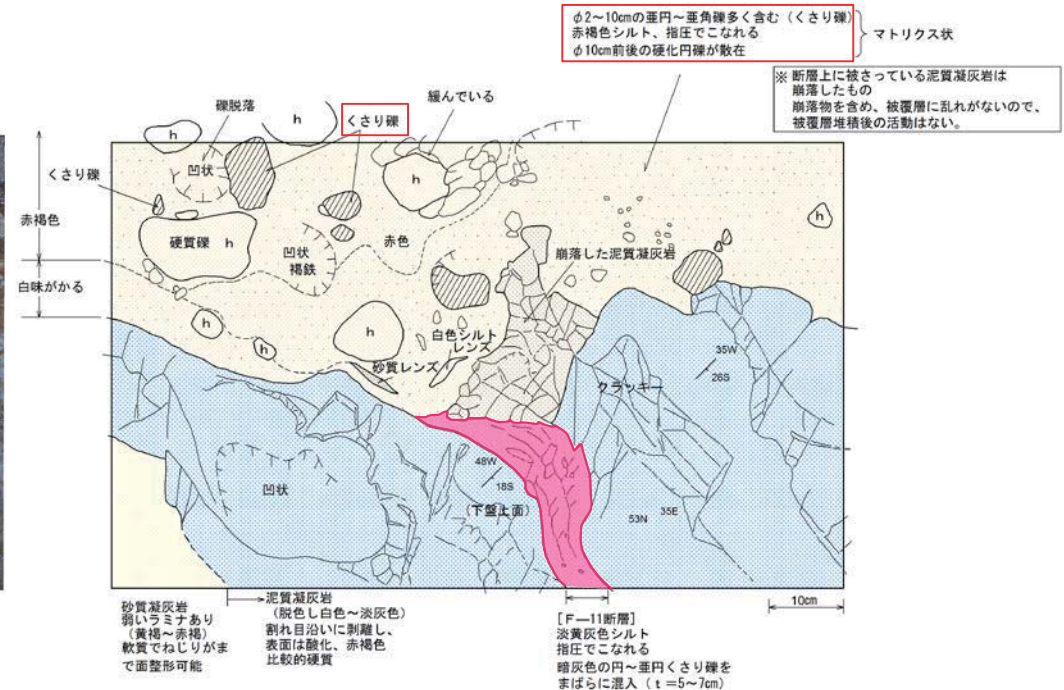 φ2～10cmの亜円～亜角礫多く含む（くさり礫）
赤褐色シルト、指圧でこなれる
φ10cm前後の硬化円礫が散在
マトリクス状
※ 断層上に被さっている泥質凝灰岩は
崩落したもの
崩落物を含め、被覆層に乱れがないので、
被覆層堆積後の活動はない。
礫脱落
h
h
くさり礫
緩んでいる
凹状
h
くさり礫
赤褐色
硬質礫 h
凹状
褐鉄
赤色
崩落した泥質凝灰岩
h
白味がかる
h
h
h
白色シルト
レンズ
砂質レンズ
35W
26S
クラッキー
48W
18S
（下盤上面）
凹状
53N 35E
10cm
砂質凝灰岩
弱いラミナあり
（黄褐～赤褐）
軟質でねじりがま
で面整形可能
泥質凝灰岩
（脱色し白色～淡灰色）
割れ目沿いに剥離し、
表面は酸化、赤褐色
比較的硬質
[F—11断層]
淡黄灰色シルト
指圧でこなれる
暗灰色の円～亜円くさり礫を
まばらに混入（ｔ＝5～7cm）